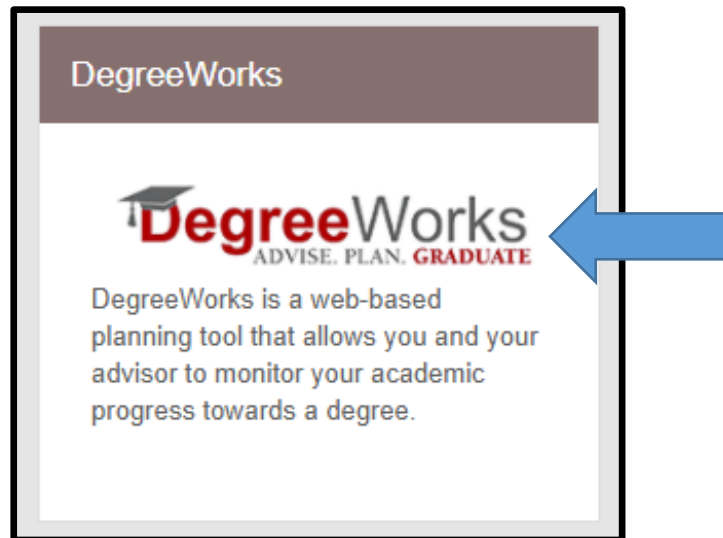 DegreeWorks
DegreeWorks
ADVISE. PLAN. GRADUATE
DegreeWorks is a web-based
planning tool that allows you and your
advisor to monitor your academic
progress towards a degree.